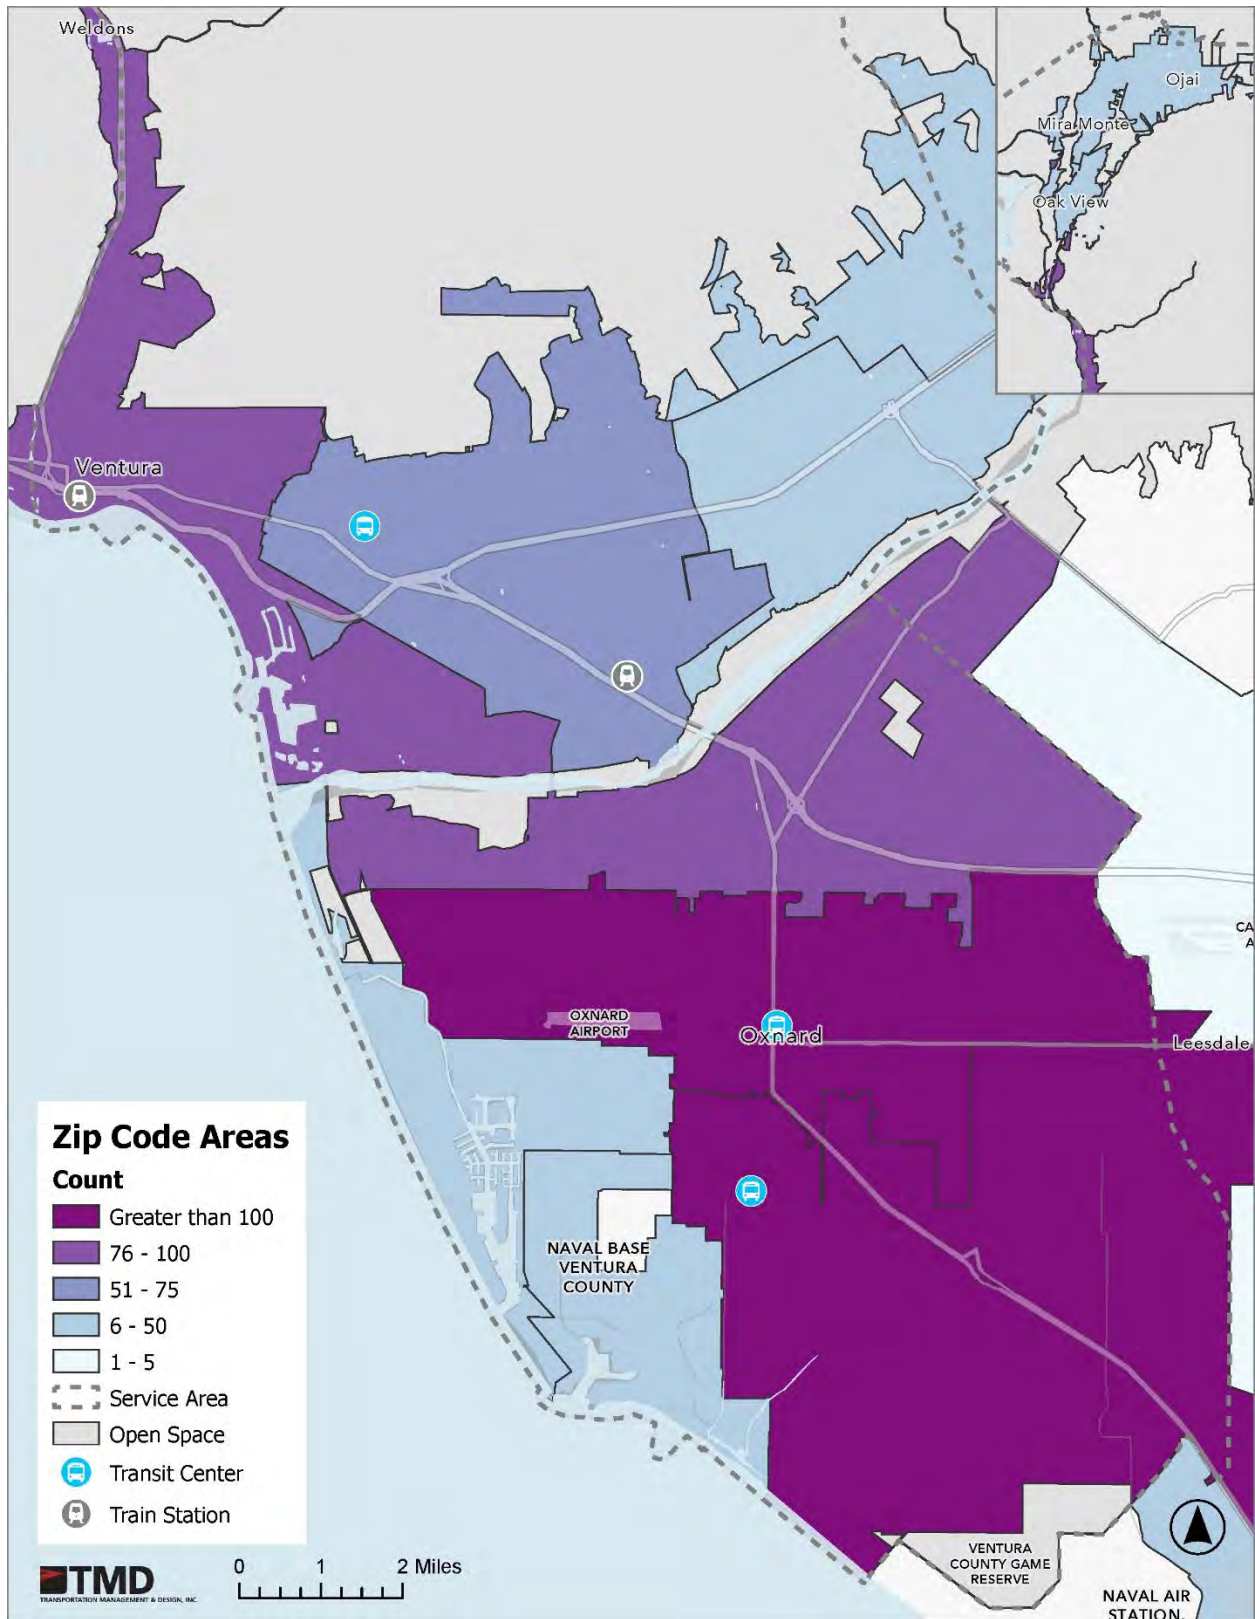 Weldons
Ojai
Mira Monte
Oak View
Ventura
CA
A
OXNARD
AIRPORT
Oxnard
Leesdale
Zip Code Areas
Count
Greater than 100
76 - 100
51 - 75
6 - 50
1 - 5
Service Area
Open Space
Transit Center
Train Station
NAVAL BASE
VENTURA
COUNTY
VENTURA
COUNTY GAME
RESERVE
NAVAL AIR
STATION
0 1 2 Miles
TMD
TRANSPORTATION MANAGEMENT & DESIGN, INC.